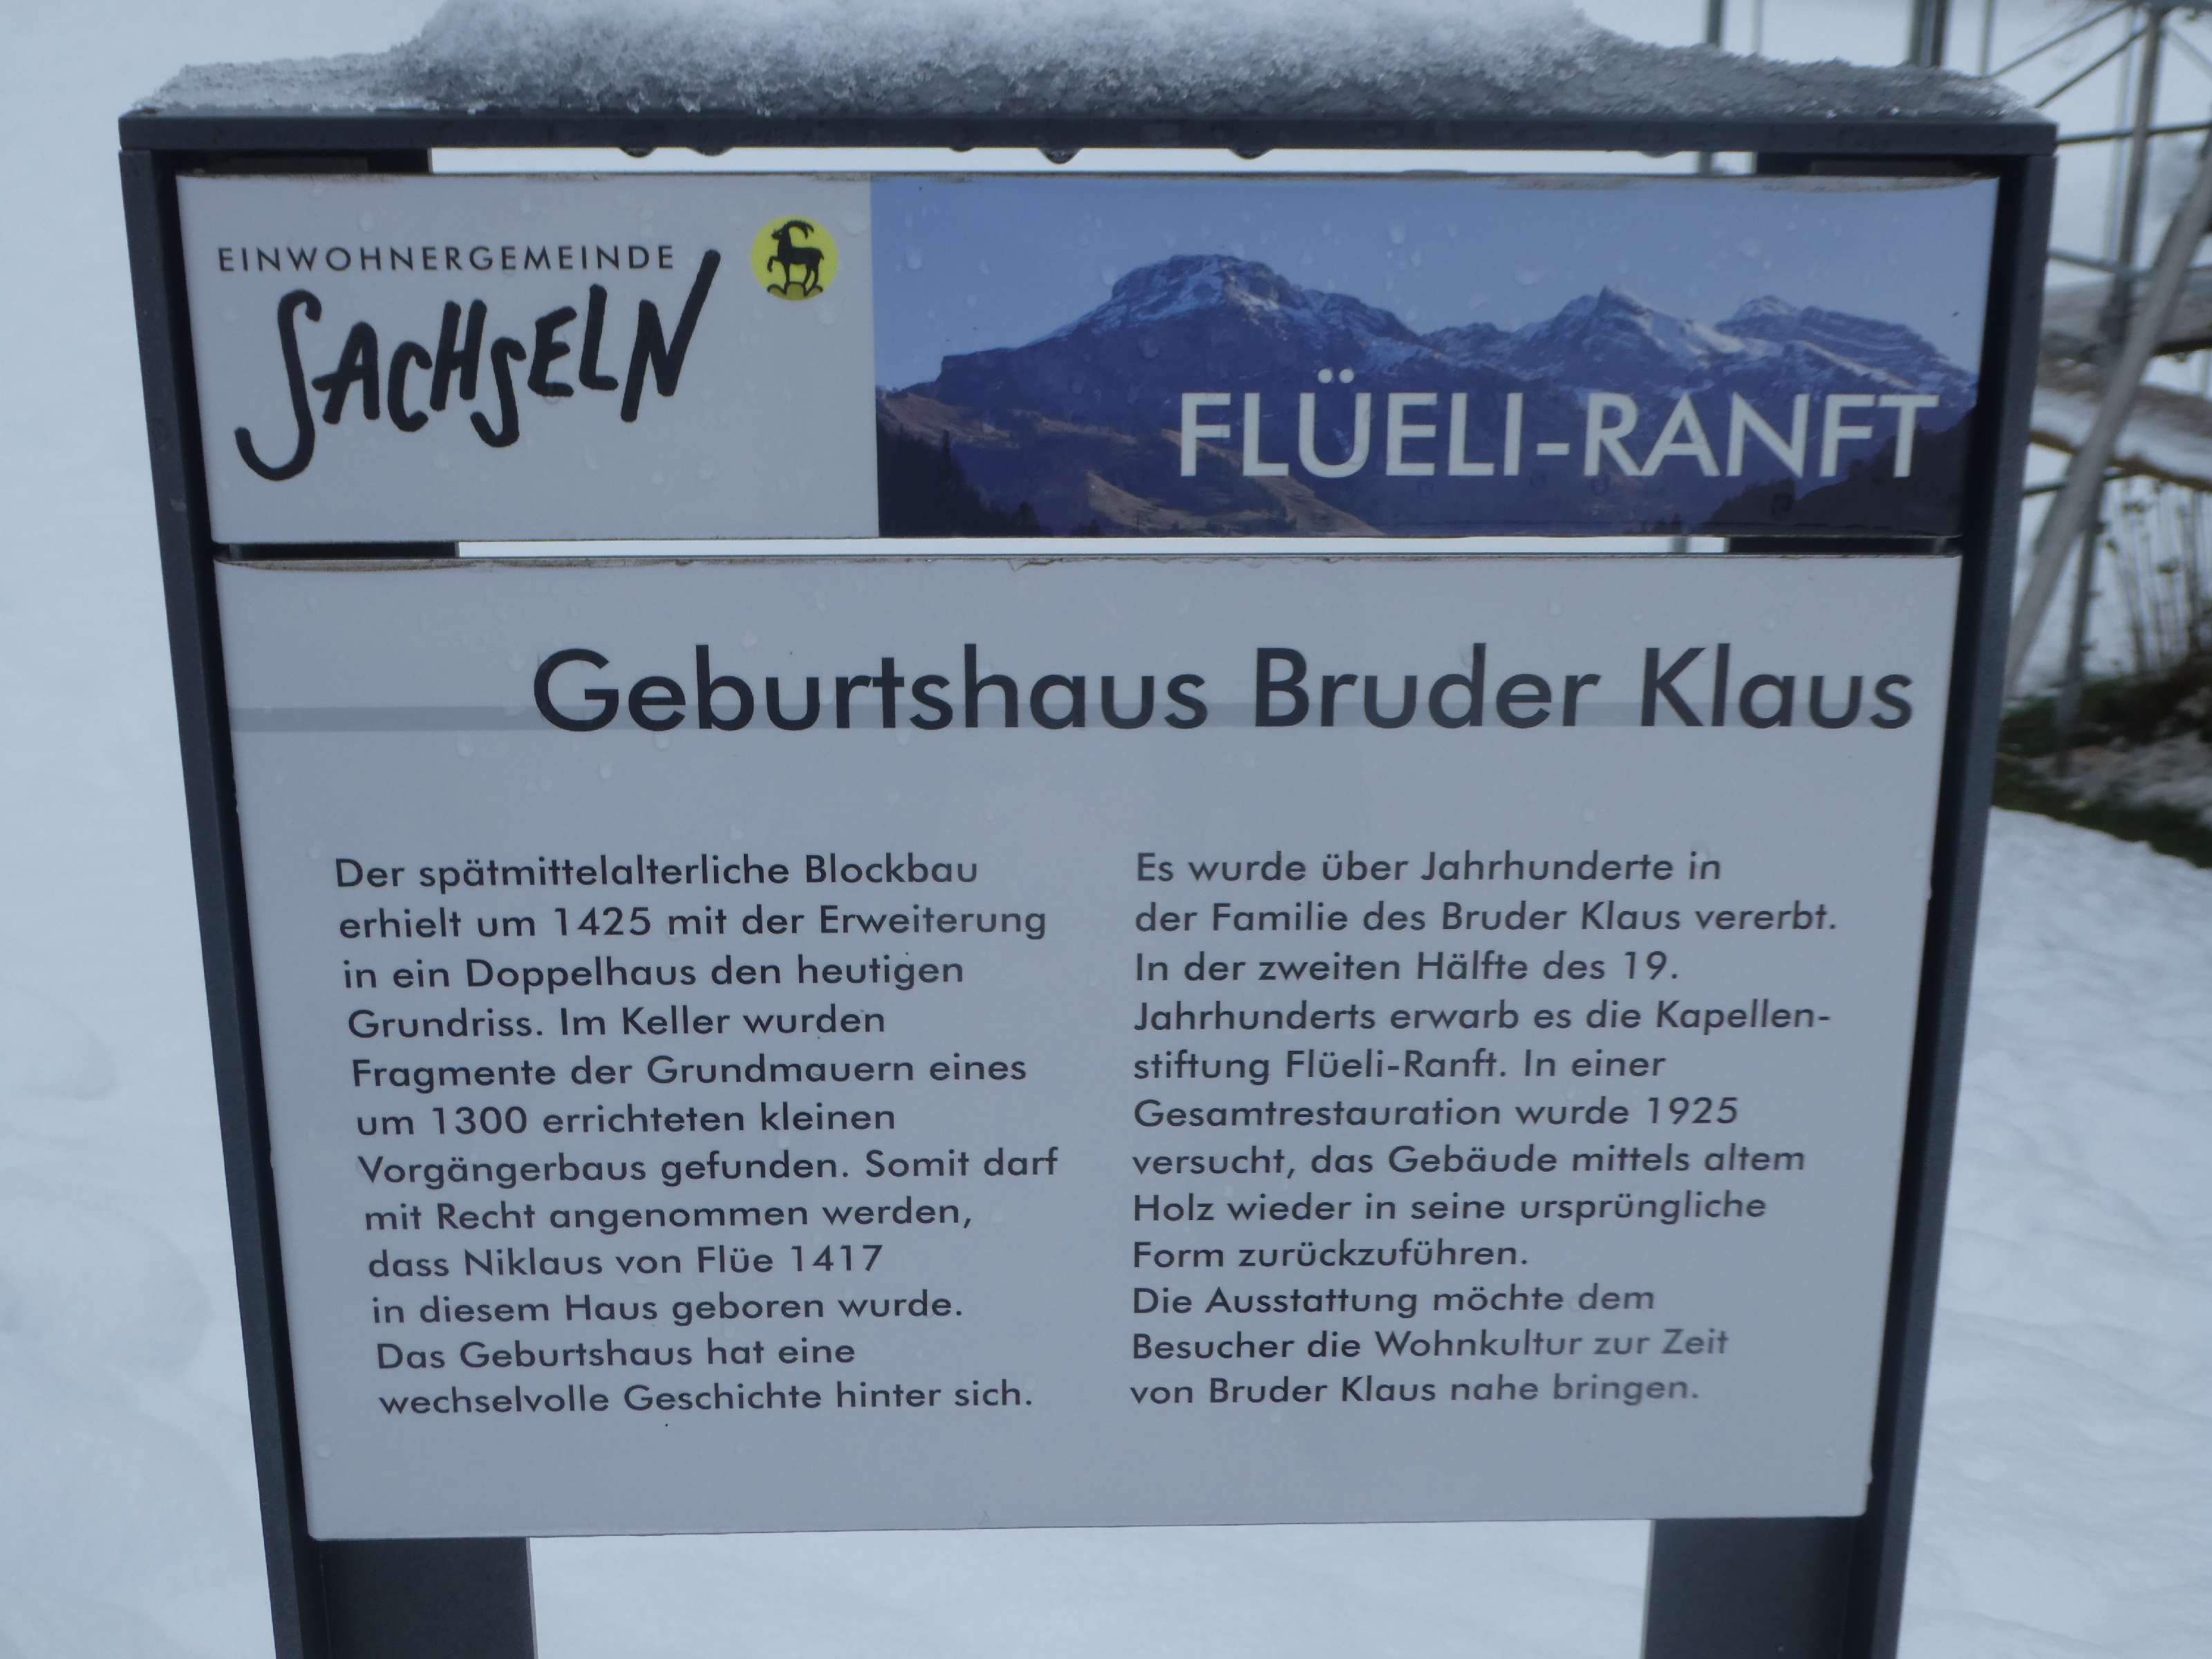 EINWOHNERGEMEINDE
SACHSELN
FLÜELI-RANFT
Geburtshaus Bruder Klaus
Der spätmittelalterliche Blockbau
erhielt um 1425 mit der Erweiterung
in ein Doppelhaus den heutigen
Grundriss. Im Keller wurden
Fragmente der Grundmauern eines
um 1300 errichteten kleinen
Vorgängerbaus gefunden. Somit darf
mit Recht angenommen werden,
dass Niklaus von Flüe 1417
in diesem Haus geboren wurde.
Das Geburtshaus hat eine
wechselvolle Geschichte hinter sich.
Es wurde über Jahrhunderte in
der Familie des Bruder Klaus vererbt.
In der zweiten Hälfte des 19.
Jahrhunderts erwarb es die Kapellen-
stiftung Flüeli-Ranft. In einer
Gesamtrestauration wurde 1925
versucht, das Gebäude mittels altem
Holz wieder in seine ursprüngliche
Form zurückzuführen.
Die Ausstattung möchte dem
Besucher die Wohnkultur zur Zeit
von Bruder Klaus nahe bringen.